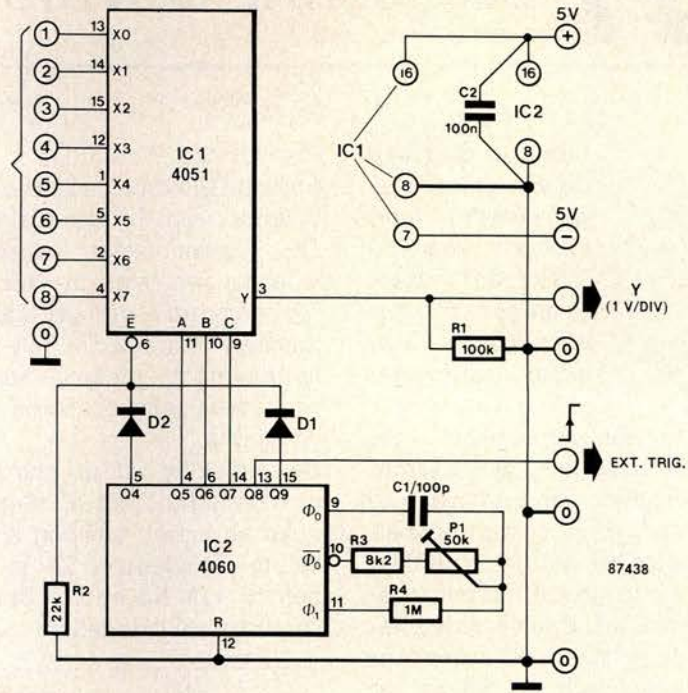 1 13 X0
2 14 X1
3 15 X2
4 12 X3
5 1 X4
6 5 X5
7 2 X6
8 4 X7
0
IC 1
4051
Y 3
E̅ A B C
6 11 10 9
5V
+
16 16
C2
100n
IC2
IC1
8
8
7
5V
−
Y
(1 V/DIV)
R1
100k
0
D2 D1
5 4 6 14 13 15
Q4 Q5 Q6 Q7 Q8 Q9
EXT. TRIG.
0
IC 2
4060
Φ0 9
C1/100p
Φ̅0 10
R3
8k2
P1
50k
Φ1 11
R4
1M
87438
R2
22k
R
12
0